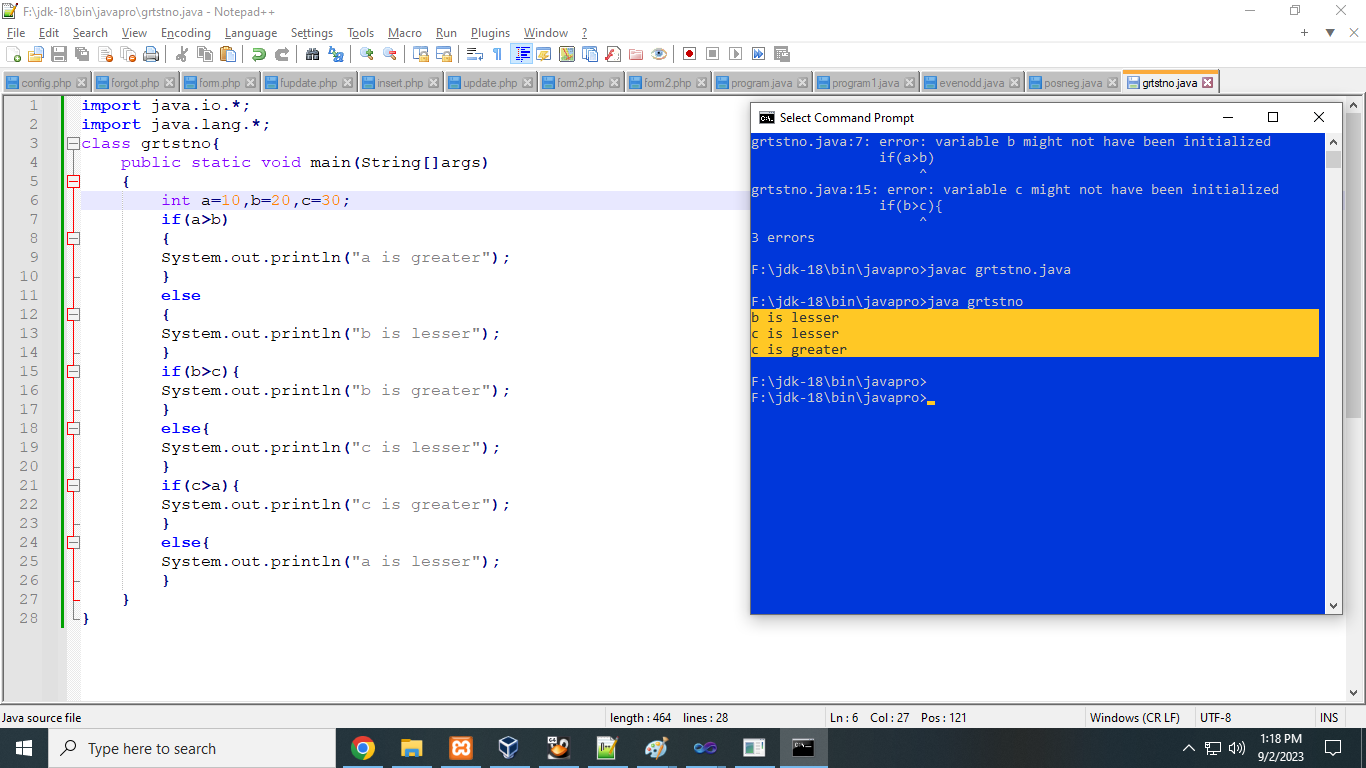 F:\jdk-18\bin\javapro\grtstno.java - Notepad++
File Edit Search View Encoding Language Settings Tools Macro Run Plugins Window ?
+ ▼ X
config.php forgot.php form.php fupdate.php insert.php update.php form2.php form2.php program.java program1.java evenodd.java posneg.java grtstno.java
1 import java.io.*;
2 import java.lang.*;
3 class grtstno{
4 public static void main(String[]args)
5 {
6 int a=10,b=20,c=30;
7 if(a>b)
8 {
9 System.out.println("a is greater");
10 }
11 else
12 {
13 System.out.println("b is lesser");
14 }
15 if(b>c){
16 System.out.println("b is greater");
17 }
18 else{
19 System.out.println("c is lesser");
20 }
21 if(c>a){
22 System.out.println("c is greater");
23 }
24 else{
25 System.out.println("a is lesser");
26 }
27 }
28 }
Select Command Prompt
grtstno.java:7: error: variable b might not have been initialized
if(a>b)
^
grtstno.java:15: error: variable c might not have been initialized
if(b>c){
^
3 errors
F:\jdk-18\bin\javapro>javac grtstno.java
F:\jdk-18\bin\javapro>java grtstno
b is lesser
c is lesser
c is greater
F:\jdk-18\bin\javapro>
F:\jdk-18\bin\javapro>
Java source file length : 464 lines : 28 Ln : 6 Col : 27 Pos : 121 Windows (CR LF) UTF-8 INS
Type here to search
1:18 PM
9/2/2023